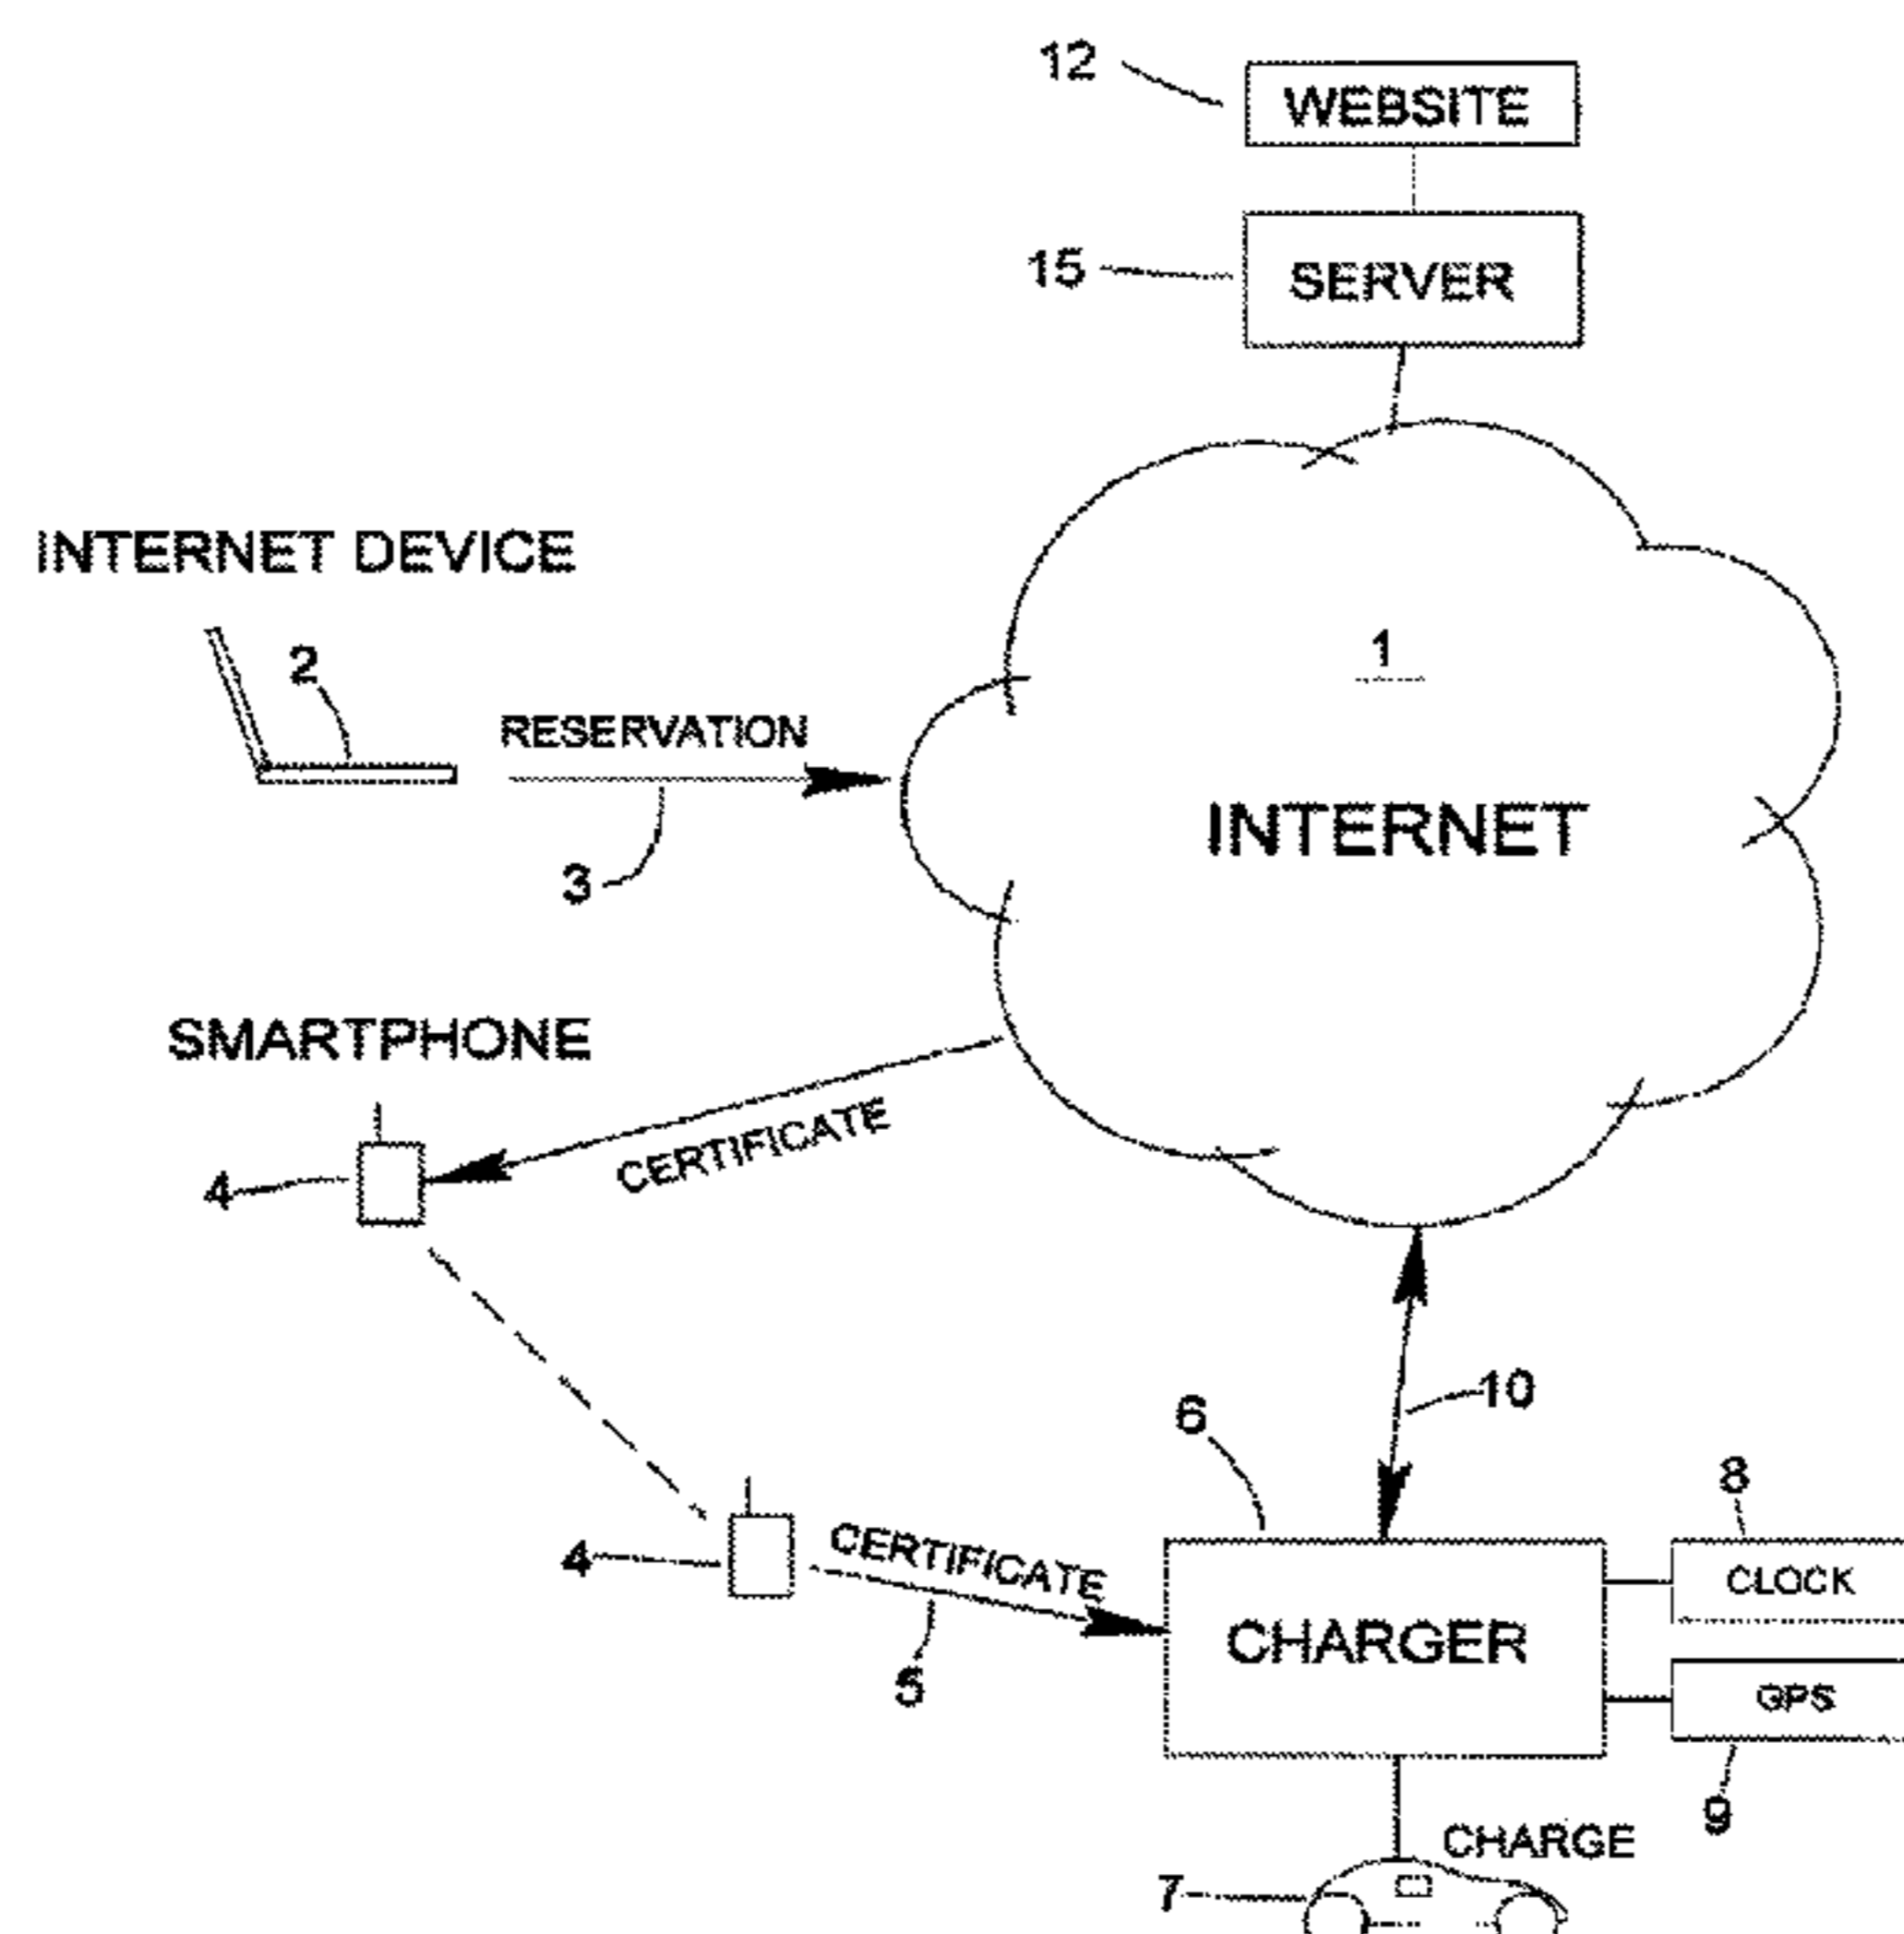 12
WEBSITE
15
SERVER
INTERNET DEVICE
2
1
RESERVATION
INTERNET
3
SMARTPHONE
CERTIFICATE
4
10
6
8
CLOCK
4
CERTIFICATE
CHARGER
5
GPS
9
CHARGE
7